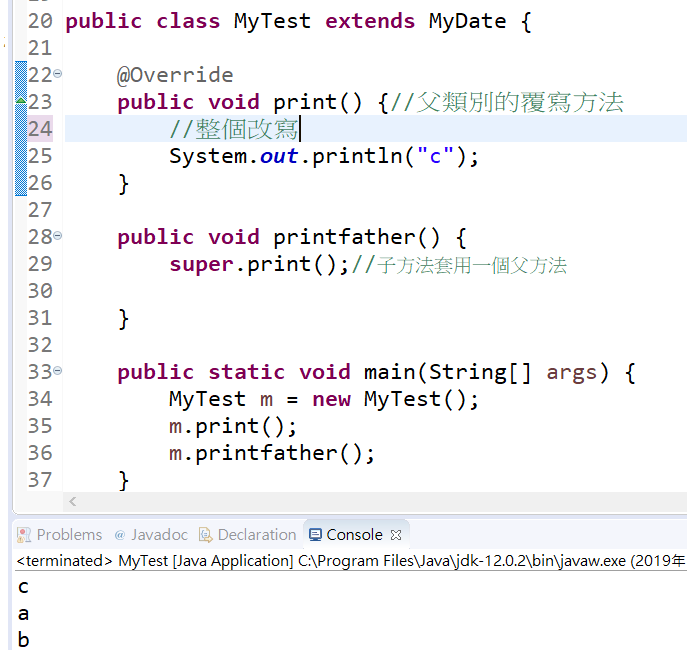 20 public class MyTest extends MyDate {
21
22 @Override
23 public void print() {//父類別的覆寫方法
24 //整個改寫
25 System.out.println("c");
26 }
27
28 public void printfather() {
29 super.print();//子方法套用一個父方法
30
31 }
32
33 public static void main(String[] args) {
34 MyTest m = new MyTest();
35 m.print();
36 m.printfather();
37 }
Problems @ Javadoc Declaration Console
<terminated> MyTest [Java Application] C:\Program Files\Java\jdk-12.0.2\bin\javaw.exe (2019年
c
a
b